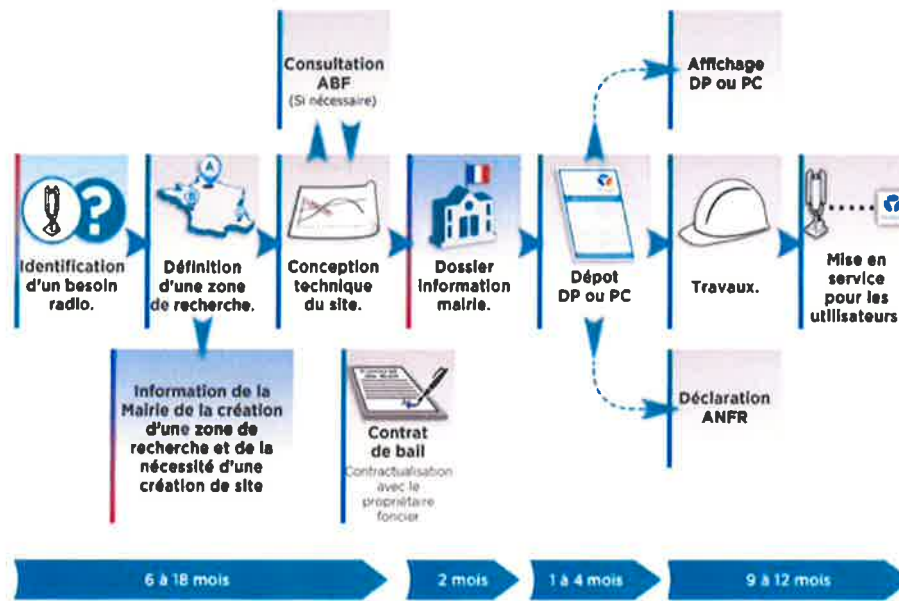 Consultation
ABF
(Si nécessaire)
Affichage
DP ou PC
A
?
Identification
d'un besoin
radio.
Définition
d'une zone
de recherche.
Conception
technique
du site.
Dossier
Information
mairie.
Dépot
DP ou PC
Travaux.
Mise en
service
pour les
utilisateurs
Information de la
Mairie de la création
d'une zone de
recherche et de la
nécessité d'une
création de site
Contrat
de bail
Contrat
de bail
Contractualisation
avec le
propriétaire
foncier
Déclaration
ANFR
6 à 18 mois
2 mois
1 à 4 mois
9 à 12 mois